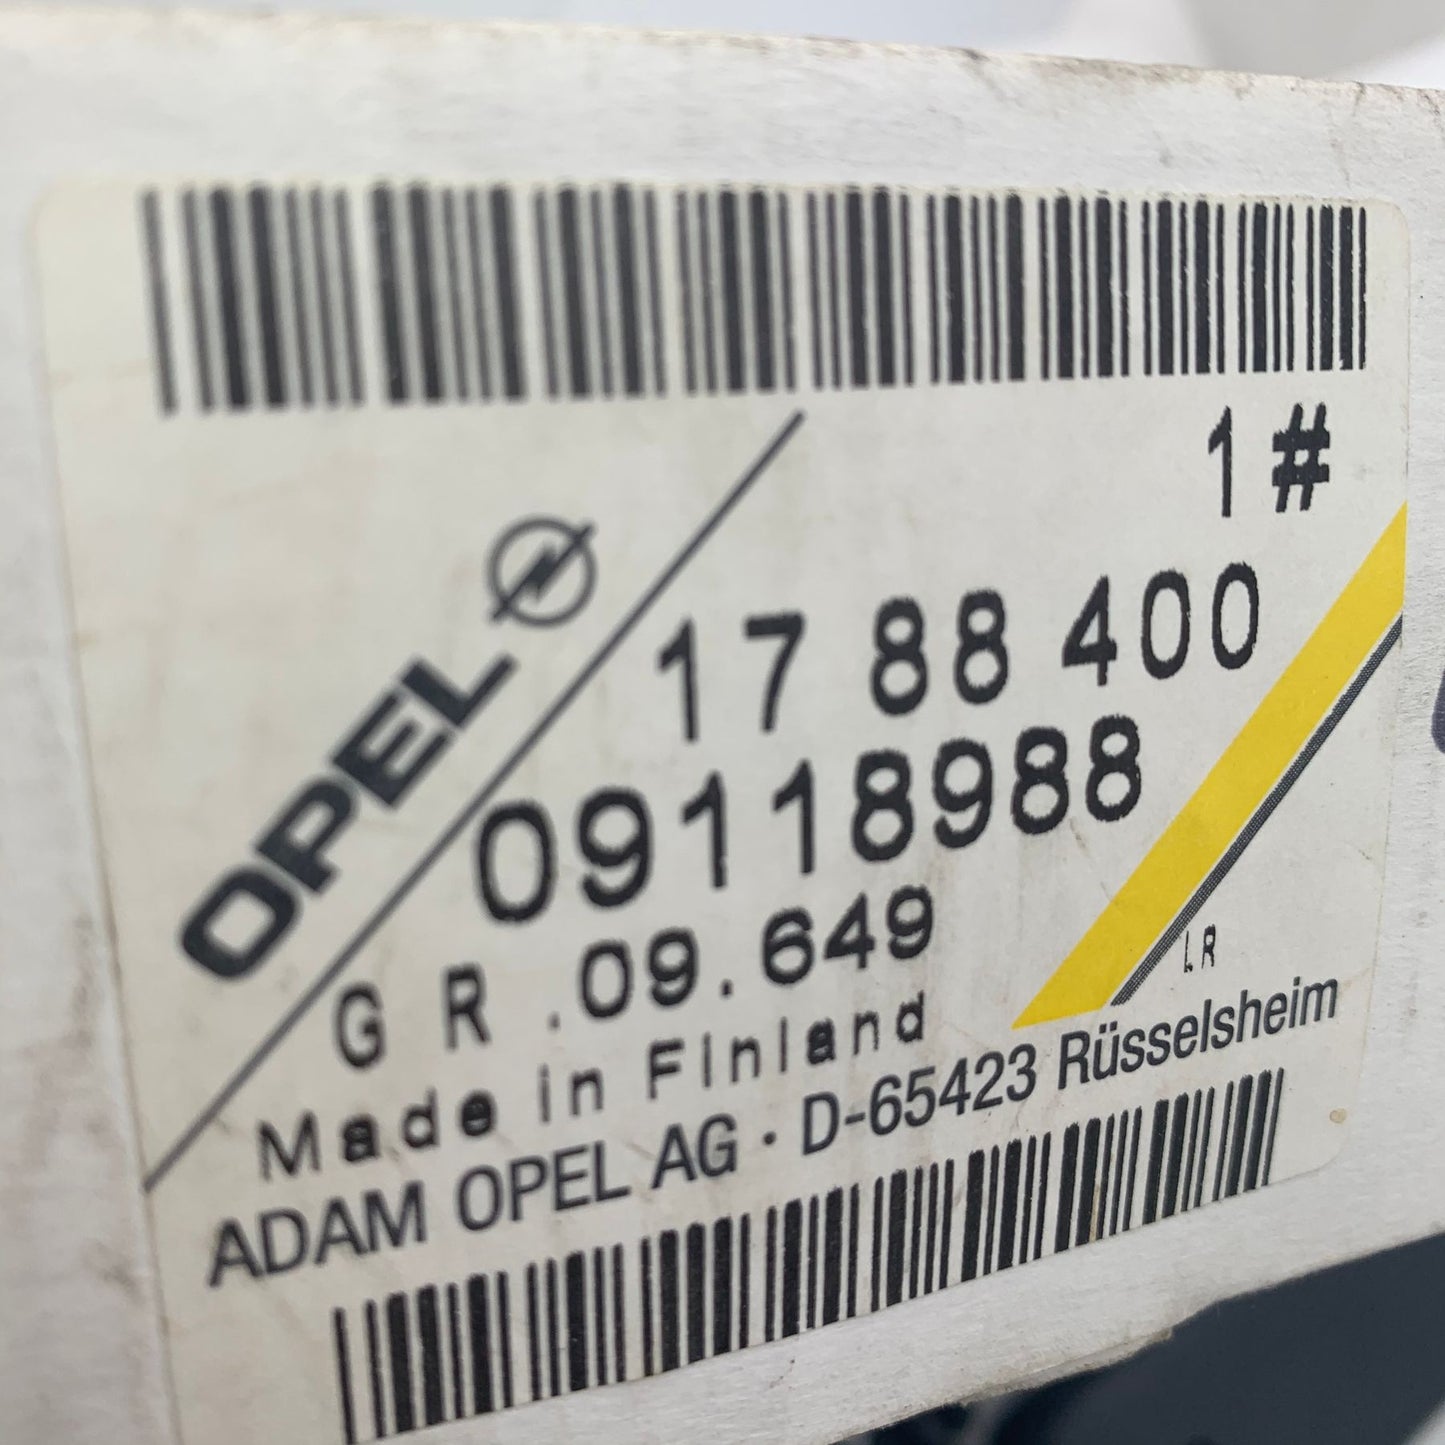 1 #
OPEL
17 88 400
09118988
G R .09.649
Made in Finland
LR
ADAM OPEL AG · D-65423 Rüsselsheim